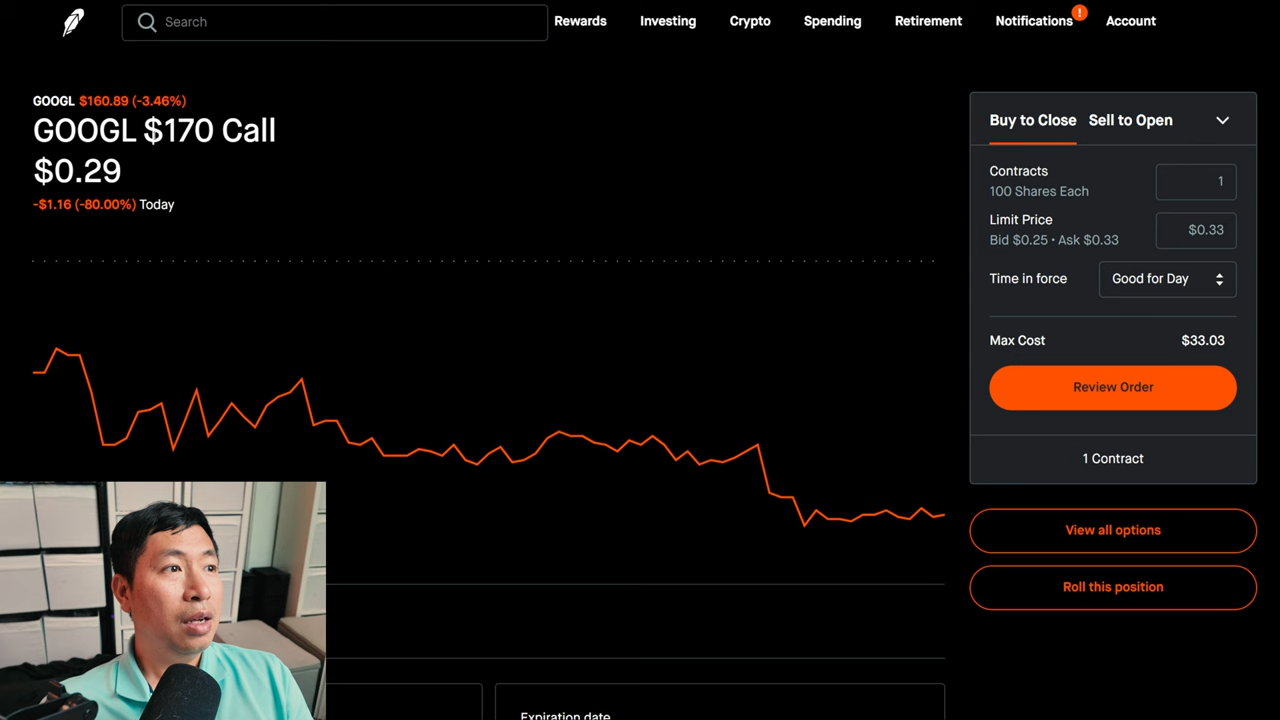 Search
Rewards
Investing
Crypto
Spending
Retirement
Notifications
!
Account
GOOGL $160.89 (-3.46%)
GOOGL $170 Call
$0.29
-$1.16 (-80.00%) Today
Buy to Close
Sell to Open
Contracts
1
100 Shares Each
Limit Price
$0.33
Bid $0.25 • Ask $0.33
Time in force
Good for Day
Max Cost
$33.03
Review Order
1 Contract
View all options
Roll this position
Expiration date